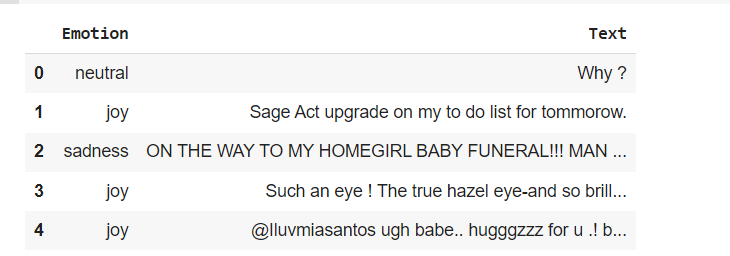 Emotion Text
0 neutral Why ?
1 joy Sage Act upgrade on my to do list for tommorow.
2 sadness ON THE WAY TO MY HOMEGIRL BABY FUNERAL!!! MAN ...
3 joy Such an eye ! The true hazel eye-and so brill...
4 joy @Iluvmiasantos ugh babe.. hugggzzz for u .! b...